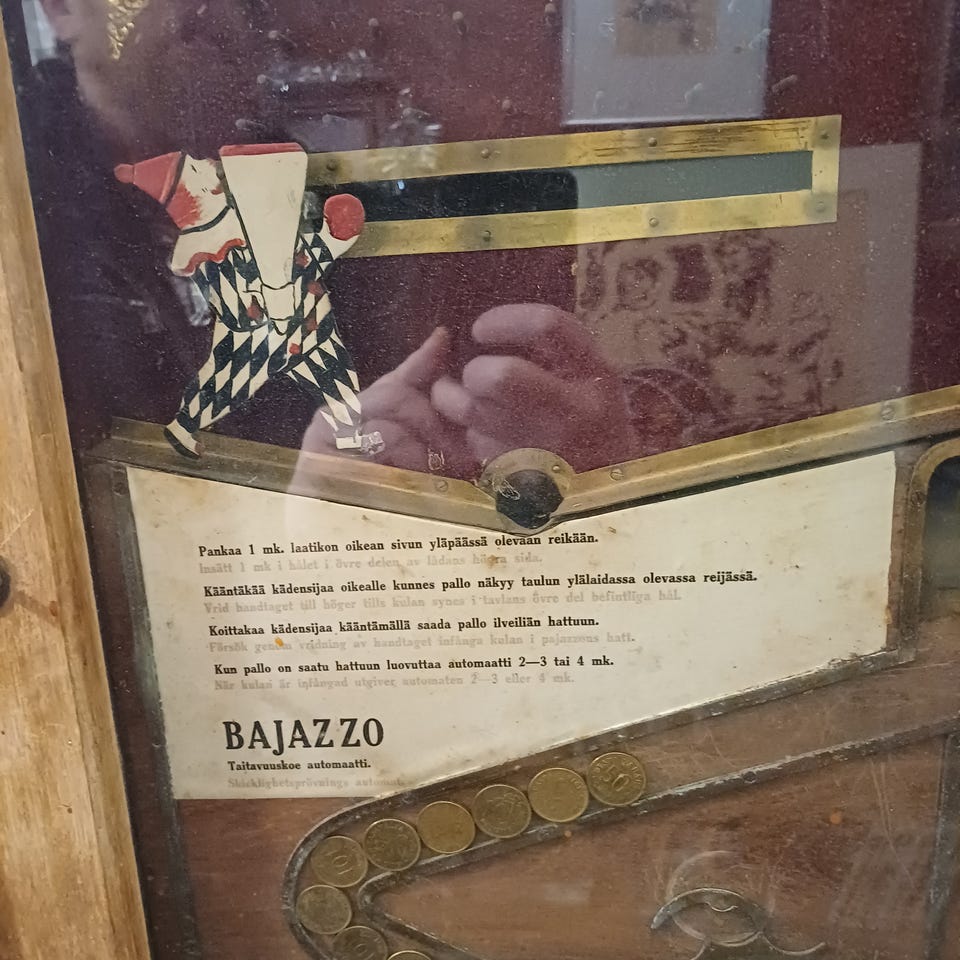 Pankaa 1 mk. laatikon oikean sivun yläpäässä olevaan reikään.
Insätt 1 mk i hålet i övre delen av lådans högra sida.
Kääntäkää kädensijaa oikealle kunnes pallo näkyy taulun ylälaidassa olevassa reijässä.
Vrid handtaget till höger tills kulan synes i tavlans övre del befintliga hål.
Koittakaa kädensijaa kääntämällä saada pallo ilveiliän hattuun.
Försök genom vridning av handtaget infånga kulan i pajazzons hatt.
Kun pallo on saatu hattuun luovuttaa automaatti 2—3 tai 4 mk.
När kulan är infångad utgiver automaten 2—3 eller 4 mk.
BAJAZZO
Taitavuuskoe automaatti.
Skicklighetsprövnings automat.